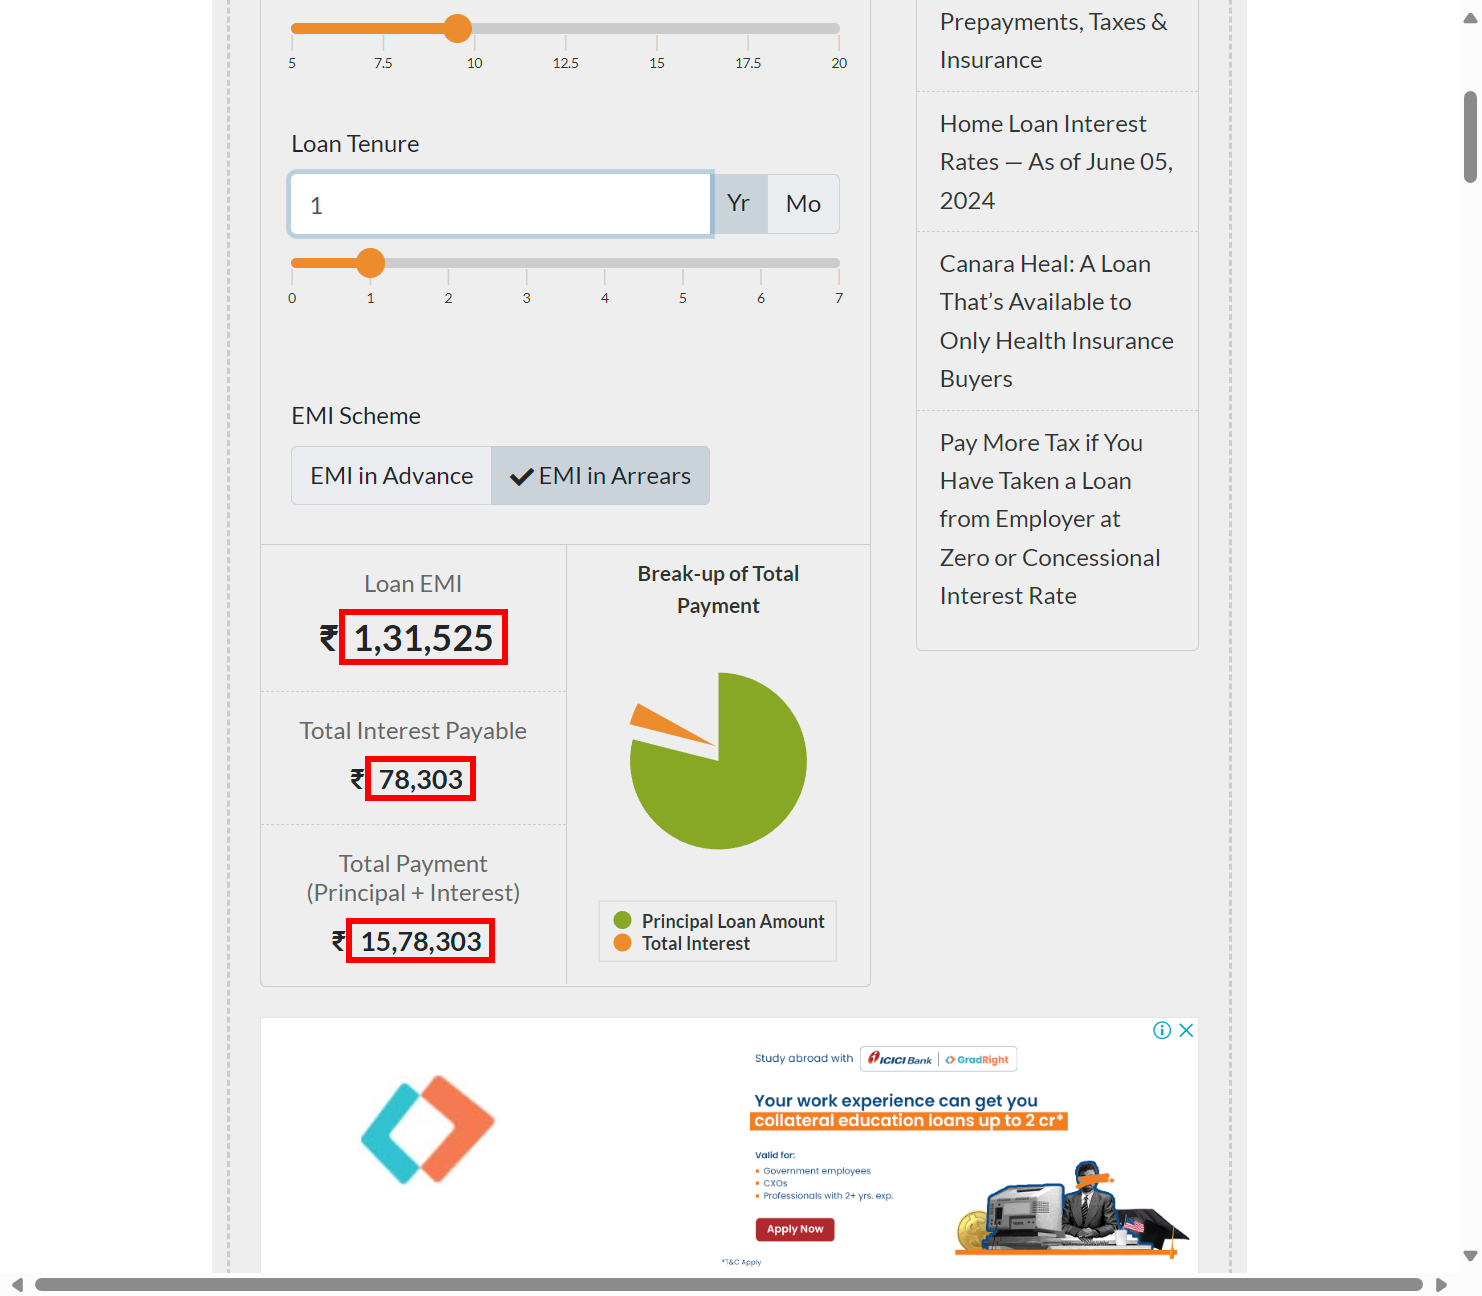 5 7.5 10 12.5 15 17.5 20
Loan Tenure
1 Yr Mo
0 1 2 3 4 5 6 7
EMI Scheme
EMI in Advance EMI in Arrears
Loan EMI
₹ 1,31,525
Total Interest Payable
₹ 78,303
Total Payment
(Principal + Interest)
₹ 15,78,303
Break-up of Total
Payment
Principal Loan Amount
Total Interest
Prepayments, Taxes &
Insurance
Home Loan Interest
Rates — As of June 05,
2024
Canara Heal: A Loan
That’s Available to
Only Health Insurance
Buyers
Pay More Tax if You
Have Taken a Loan
from Employer at
Zero or Concessional
Interest Rate
Study abroad with ICICI Bank GradRight
Your work experience can get you
collateral education loans up to 2 cr*
Valid for:
Government employees
CXOs
Professionals with 2+ yrs. exp.
Apply Now
*T&C Apply